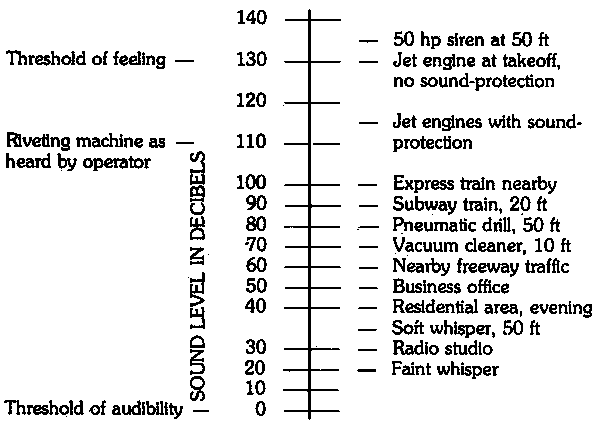 140
50 hp siren at 50 ft
Threshold of feeling — 130 — Jet engine at takeoff,
no sound-protection
120
— Jet engines with sound-
protection
Riveting machine as — 110
heard by operator
SOUND LEVEL IN DECIBELS
100 — Express train nearby
90 — Subway train, 20 ft
80 — Pneumatic drill, 50 ft
70 — Vacuum cleaner, 10 ft
60 — Nearby freeway traffic
50 — Business office
40 — Residential area, evening
— Soft whisper, 50 ft
30 — Radio studio
20 — Faint whisper
10
Threshold of audibility — 0